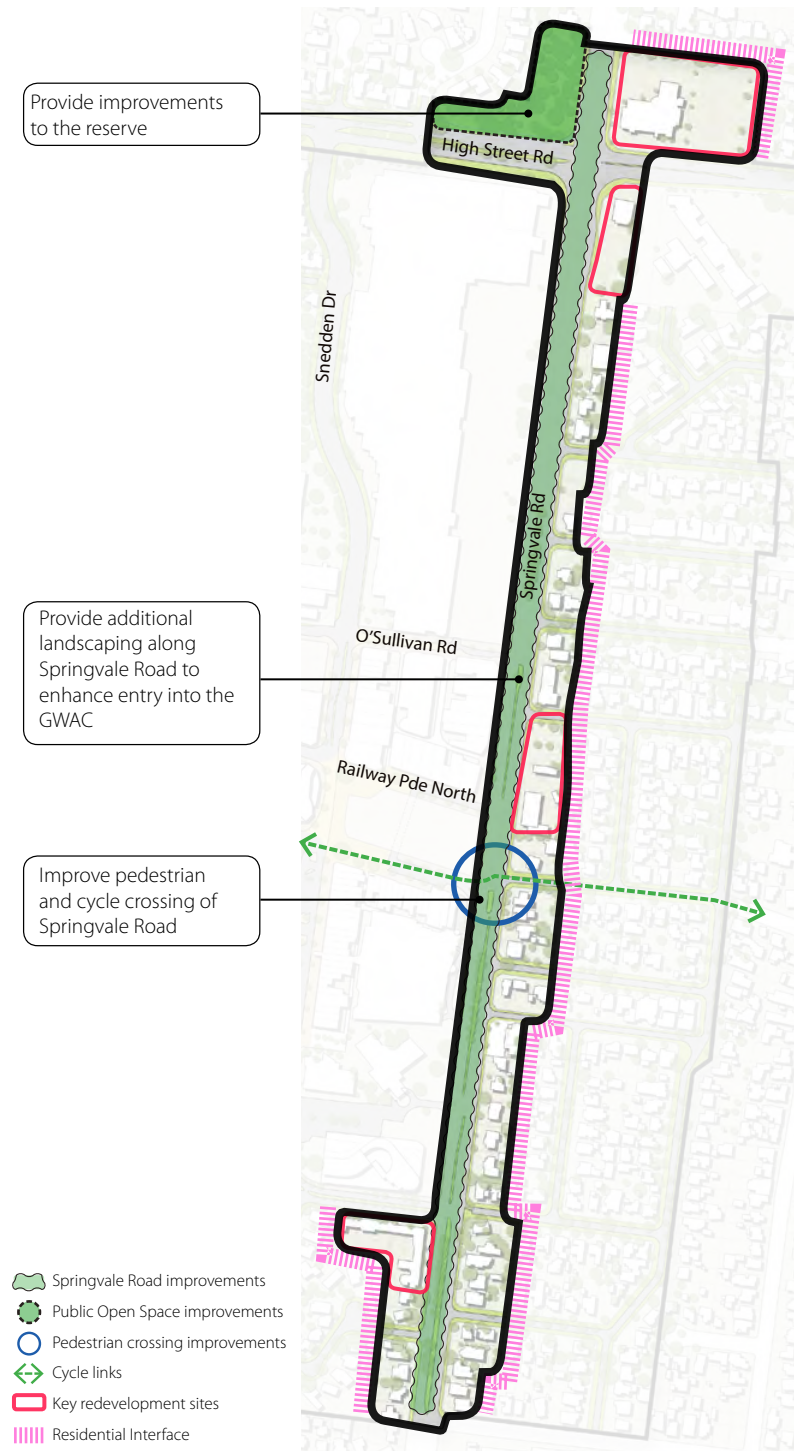 Provide improvements
to the reserve
High Street Rd
Snedden Dr
Springvale Rd
Provide additional
landscaping along
Springvale Road to
enhance entry into the
GWAC
O'Sullivan Rd
Railway Pde North
Improve pedestrian
and cycle crossing of
Springvale Road
Springvale Road improvements
Public Open Space improvements
Pedestrian crossing improvements
Cycle links
Key redevelopment sites
Residential Interface